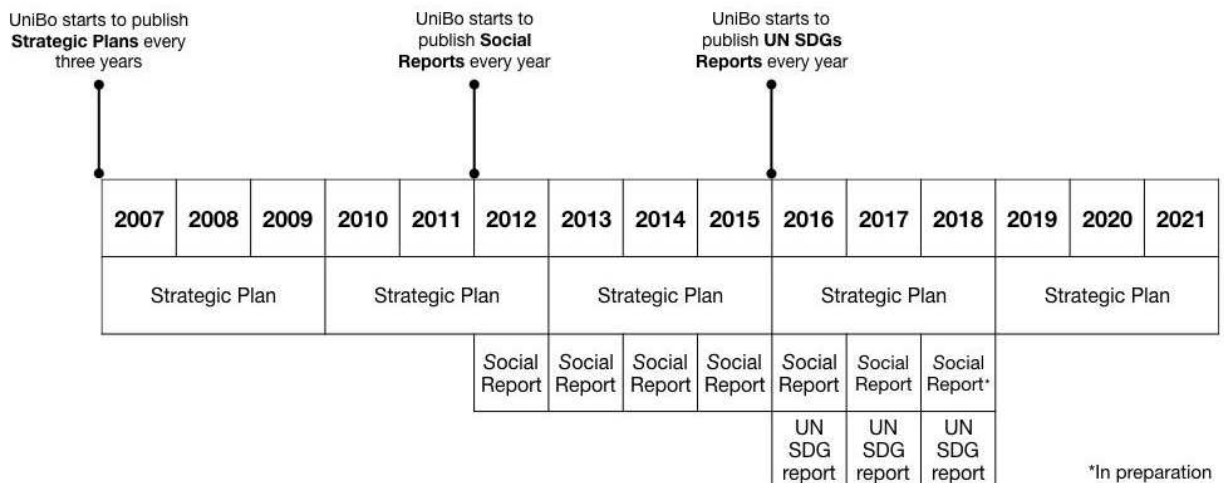 UniBo starts to publish
Strategic Plans every
three years
UniBo starts to
publish Social
Reports every year
UniBo starts to
publish UN SDGs
Reports every year
2007 2008 2009 2010 2011 2012 2013 2014 2015 2016 2017 2018 2019 2020 2021
Strategic Plan Strategic Plan Strategic Plan Strategic Plan Strategic Plan
Social Social Social Social Social Social Social
Report Report Report Report Report Report Report*
UN UN UN
SDG SDG SDG
report report report
*In preparation